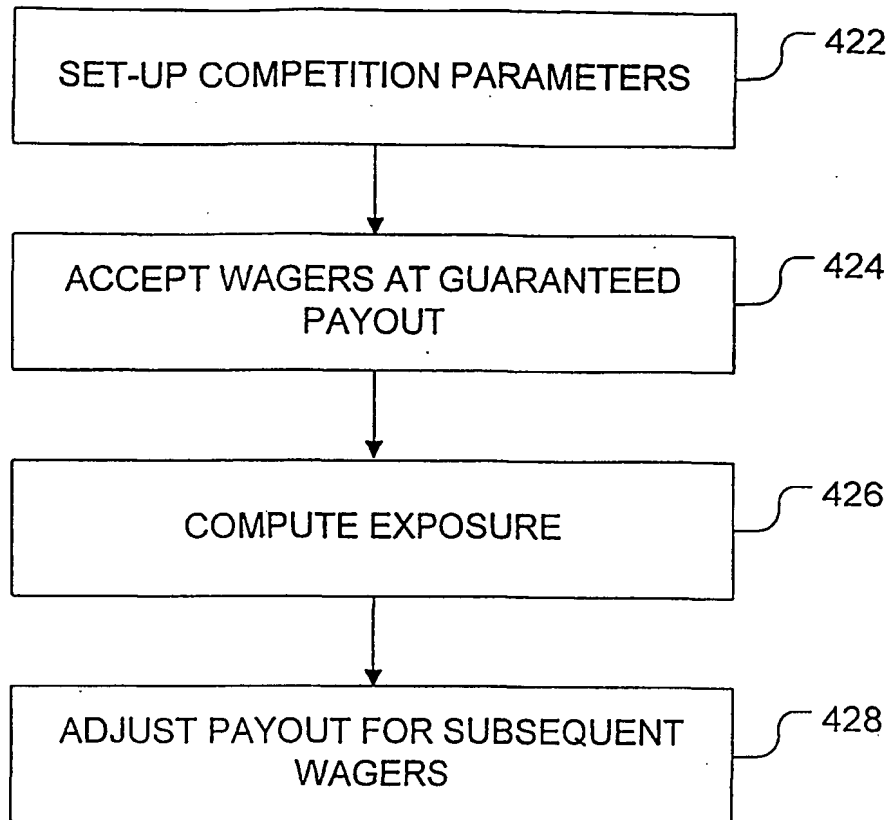 SET-UP COMPETITION PARAMETERS
422
ACCEPT WAGERS AT GUARANTEED
PAYOUT
424
COMPUTE EXPOSURE
426
ADJUST PAYOUT FOR SUBSEQUENT
WAGERS
428